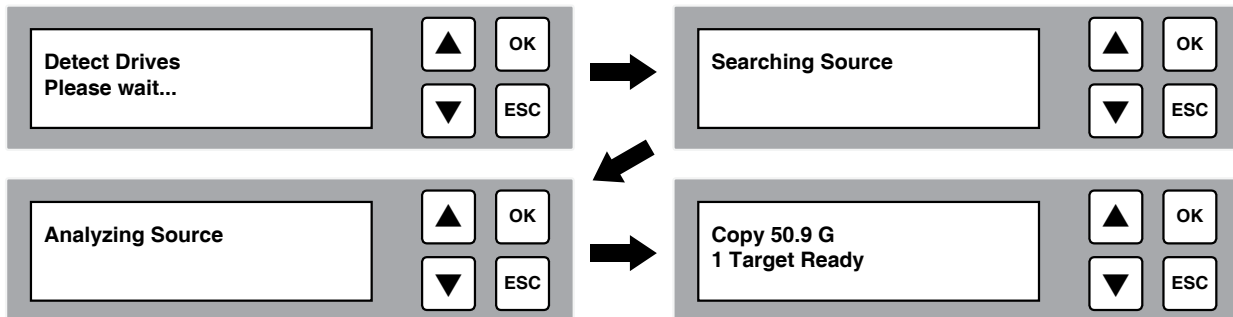 Detect Drives
Please wait...
OK
ESC
Searching Source
OK
ESC
Analyzing Source
OK
ESC
Copy 50.9 G
1 Target Ready
OK
ESC